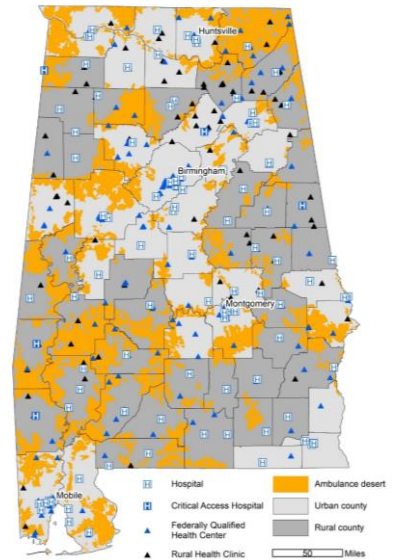 Huntsville
Birmingham
Montgomery
Mobile
H Hospital
H Critical Access Hospital
Federally Qualified
Health Center
Rural Health Clinic
Ambulance desert
Urban county
Rural county
50 Miles